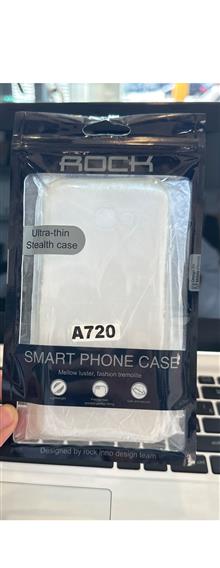 ROCK
Ultra-thin
Stealth case
A720
SMART PHONE CASE
Mellow luster, fashion tremolite
Designed by rock inno design team